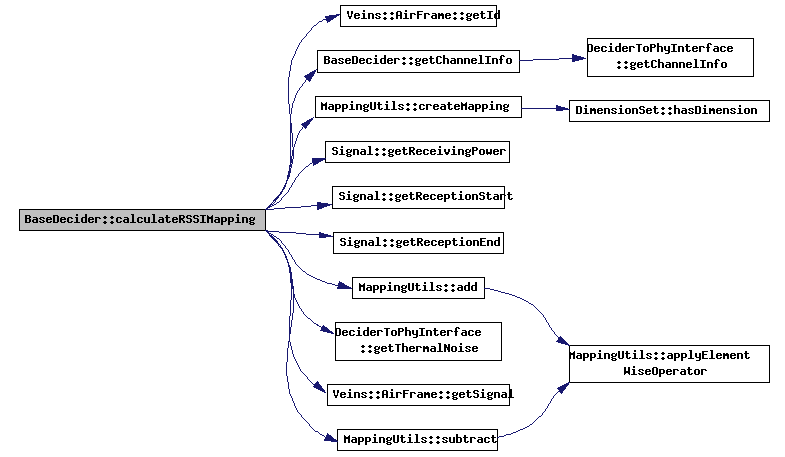 Veins::AirFrame::getId
BaseDecider::getChannelInfo
DeciderToPhyInterface
::getChannelInfo
MappingUtils::createMapping
DimensionSet::hasDimension
Signal::getReceivingPower
Signal::getReceptionStart
BaseDecider::calculateRSSIMapping
Signal::getReceptionEnd
MappingUtils::add
DeciderToPhyInterface
::getThermalNoise
MappingUtils::applyElement
WiseOperator
Veins::AirFrame::getSignal
MappingUtils::subtract